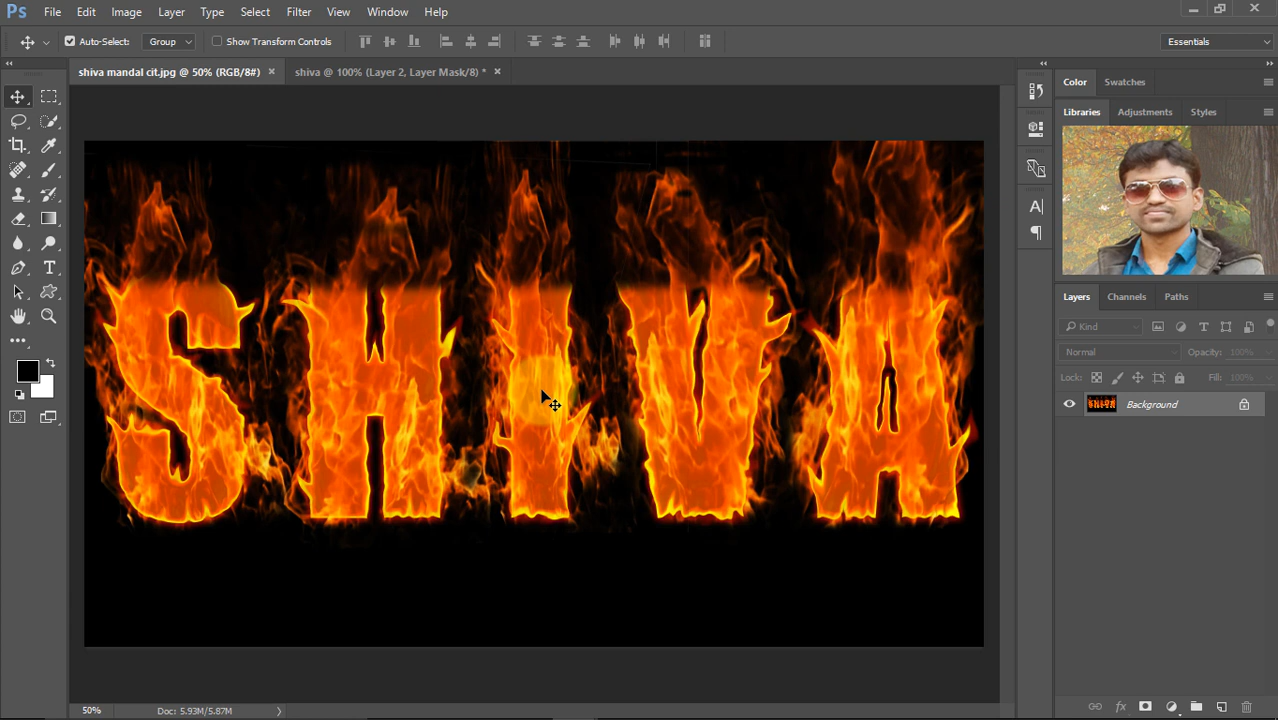 Ps File Edit Image Layer Type Select Filter View Window Help
Auto-Select: Group Show Transform Controls Essentials
shiva mandal cit.jpg @ 50% (RGB/8#) × shiva @ 100% (Layer 2, Layer Mask/8) * ×
Color Swatches
Libraries Adjustments Styles
SHIVA
Layers Channels Paths
Kind
Normal Opacity: 100%
Lock: Fill: 100%
Background
50% Doc: 5.93M/5.87M